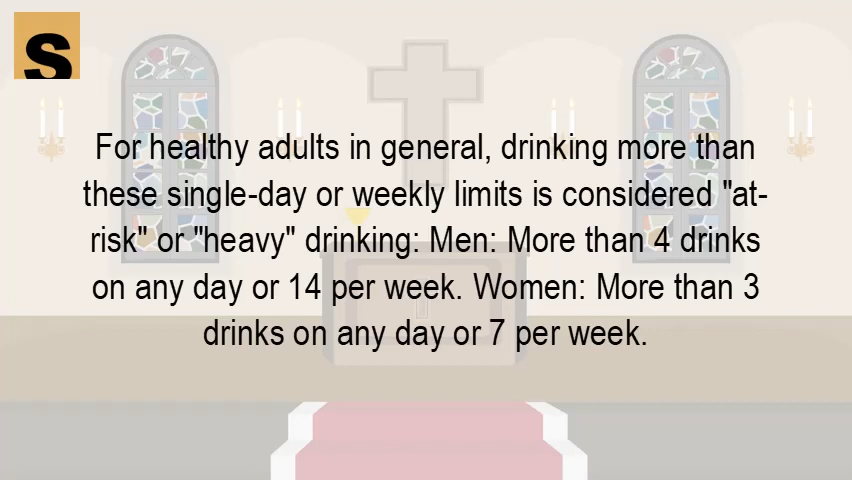 S
For healthy adults in general, drinking more than
these single-day or weekly limits is considered "at-
risk" or "heavy" drinking: Men: More than 4 drinks
on any day or 14 per week. Women: More than 3
drinks on any day or 7 per week.